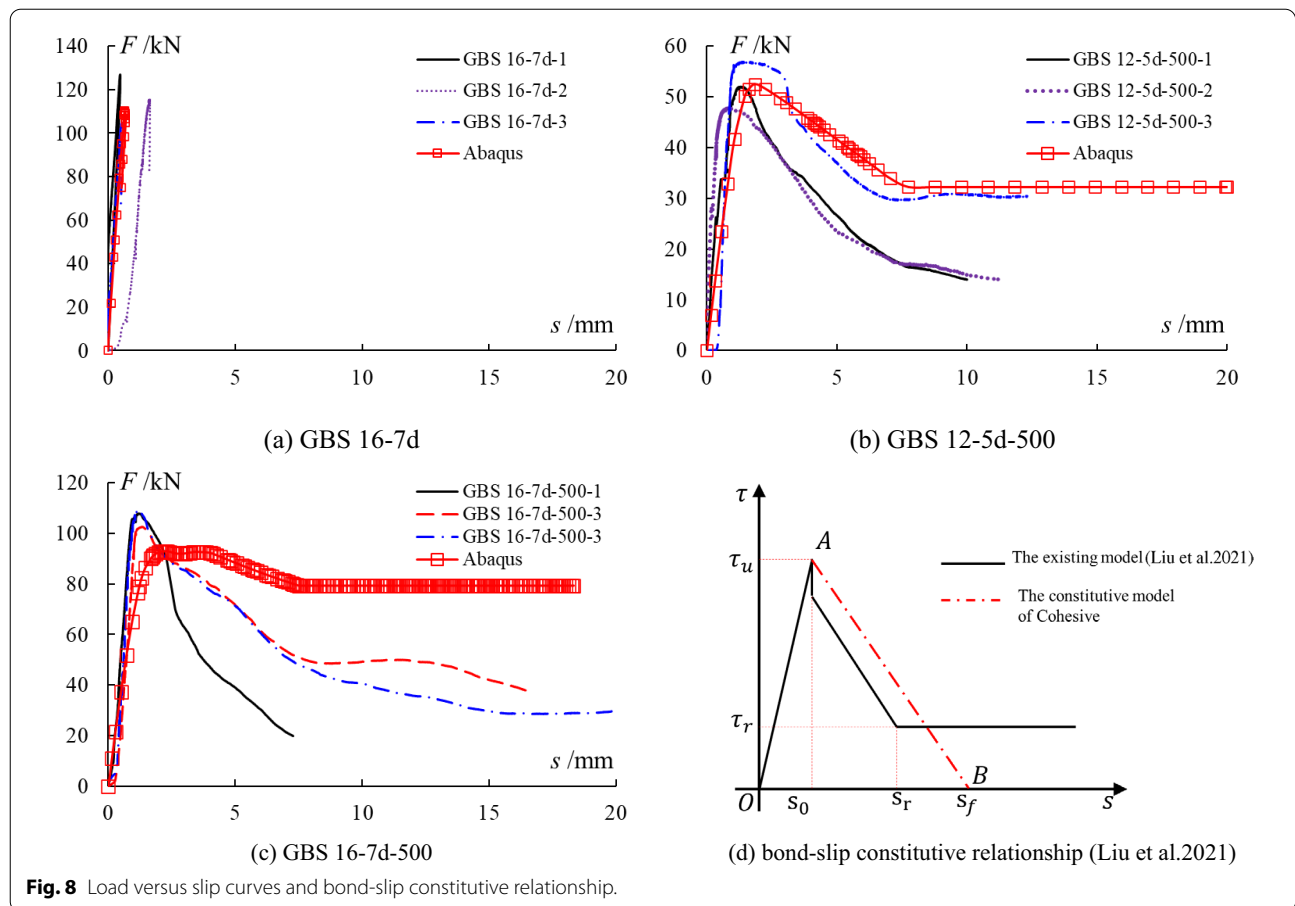 F /kN
140
120
100
80
60
40
20
0
0 5 10 15 20
s /mm
GBS 16-7d-1
GBS 16-7d-2
GBS 16-7d-3
Abaqus
(a) GBS 16-7d
F /kN
60
50
40
30
20
10
0
0 5 10 15 20
s /mm
GBS 12-5d-500-1
GBS 12-5d-500-2
GBS 12-5d-500-3
Abaqus
(b) GBS 12-5d-500
F /kN
120
100
80
60
40
20
0
0 5 10 15 20
s /mm
GBS 16-7d-500-1
GBS 16-7d-500-3
GBS 16-7d-500-3
Abaqus
(c) GBS 16-7d-500
τ
A
τu
τr
B
O s0 sr sf s
The existing model(Liu et al.2021)
The constitutive model
of Cohesive
(d) bond-slip constitutive relationship (Liu et al.2021)
Fig. 8 Load versus slip curves and bond-slip constitutive relationship.